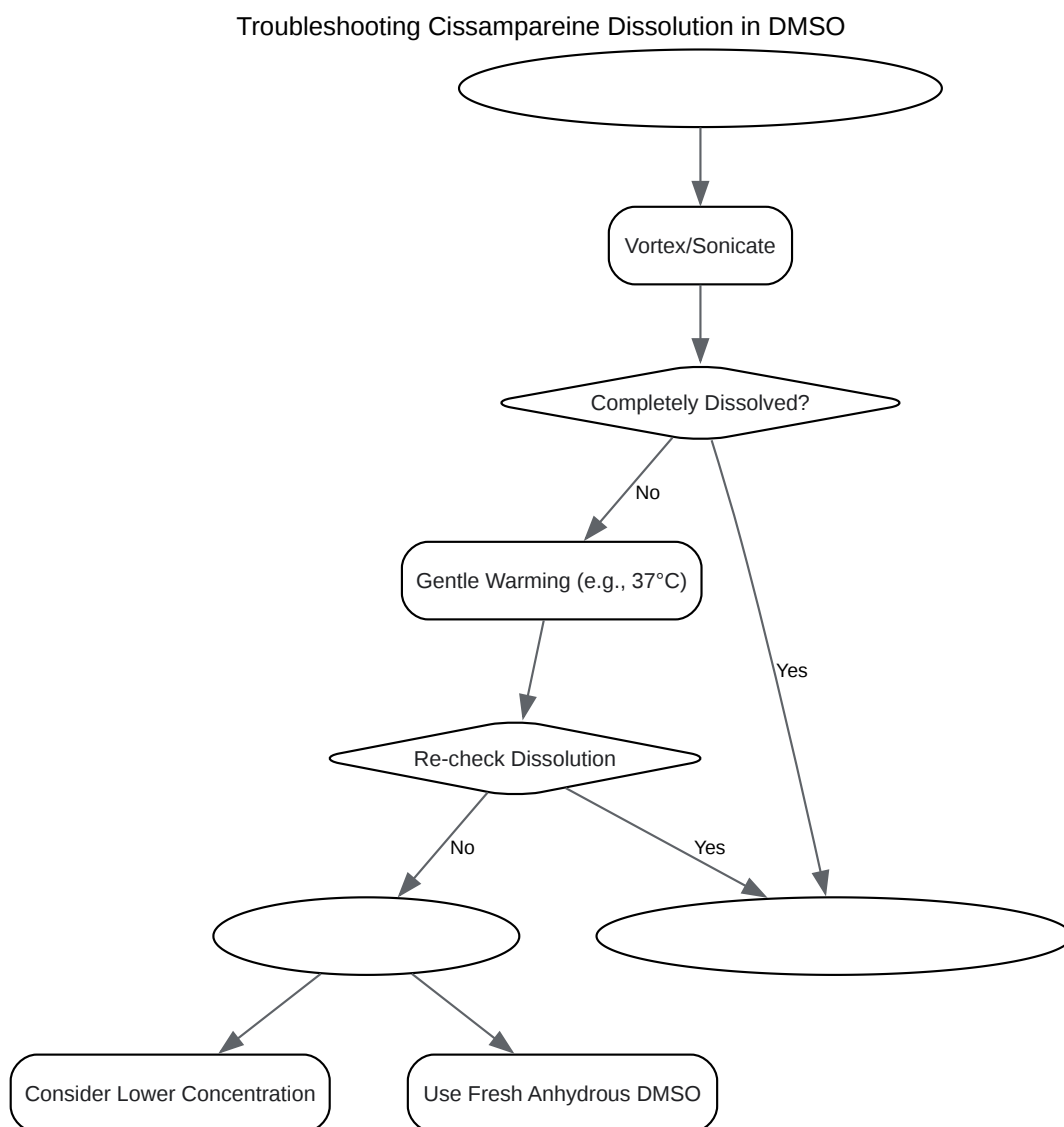 Troubleshooting Cissampareine Dissolution in DMSO
Vortex/Sonicate
Completely Dissolved?
No
Gentle Warming (e.g., 37°C)
Yes
Re-check Dissolution
No
Yes
Consider Lower Concentration
Use Fresh Anhydrous DMSO